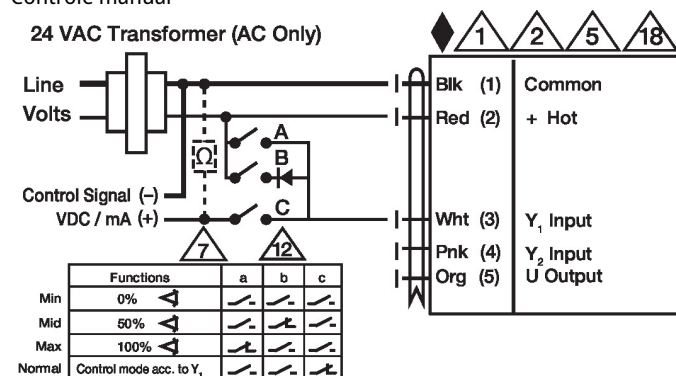 24 VAC Transformer (AC Only)
1 2 5 18
Line
Volts
Blk (1) Common
Red (2) + Hot
A
B
C
Ω
Control Signal (–)
VDC / mA (+)
Wht (3) Y₁ Input
Pnk (4) Y₂ Input
Org (5) U Output
7 12
Functions a b c
Min 0%
Mid 50%
Max 100%
Normal Control mode acc. to Y₁